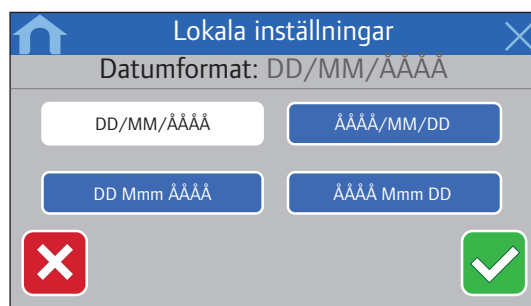 Lokala inställningar
Datumformat: DD/MM/ÅÅÅÅ
DD/MM/ÅÅÅÅ
ÅÅÅÅ/MM/DD
DD Mmm ÅÅÅÅ
ÅÅÅÅ Mmm DD